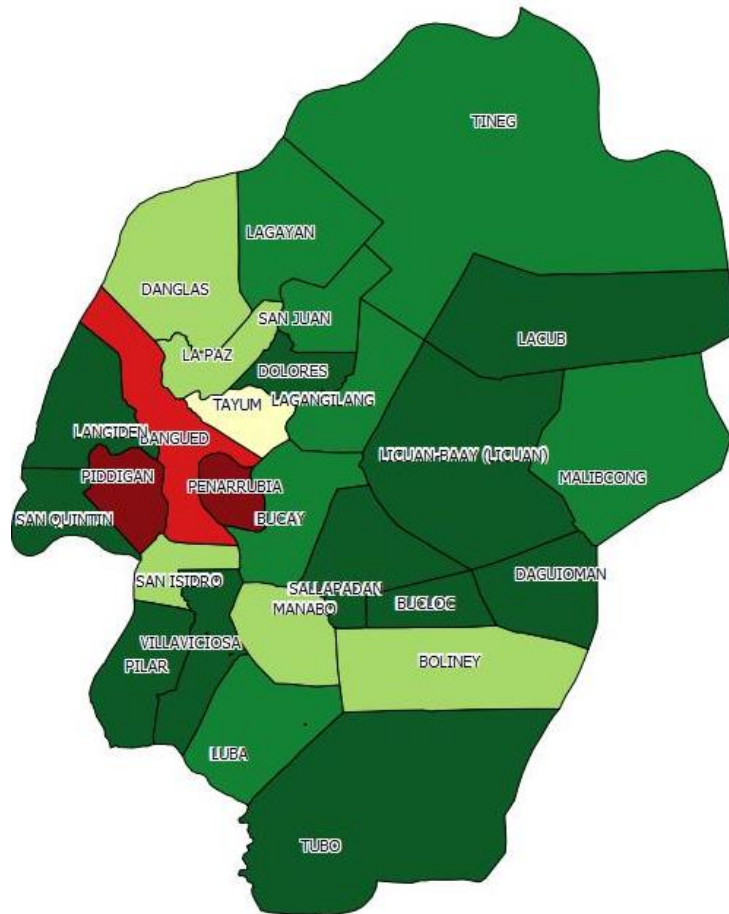 TINEG
LAGAYAN
DANGLAS
SAN JUAN
LACUB
LA PAZ
DOLORES
LAGANGILANG
TAYUM
LANGIDEN
BANGUED
LICUAN-BAAY (LICUAN)
MALIBCONG
PIDDIGAN
PENARRUBIA
SAN QUINTIN
BUCAY
DAGUIOMAN
SAN ISIDRO
SALLAPADAN
MANABO
BUCLOC
VILLAVICIOSA
BOLINEY
PILAR
LUBA
TUBO